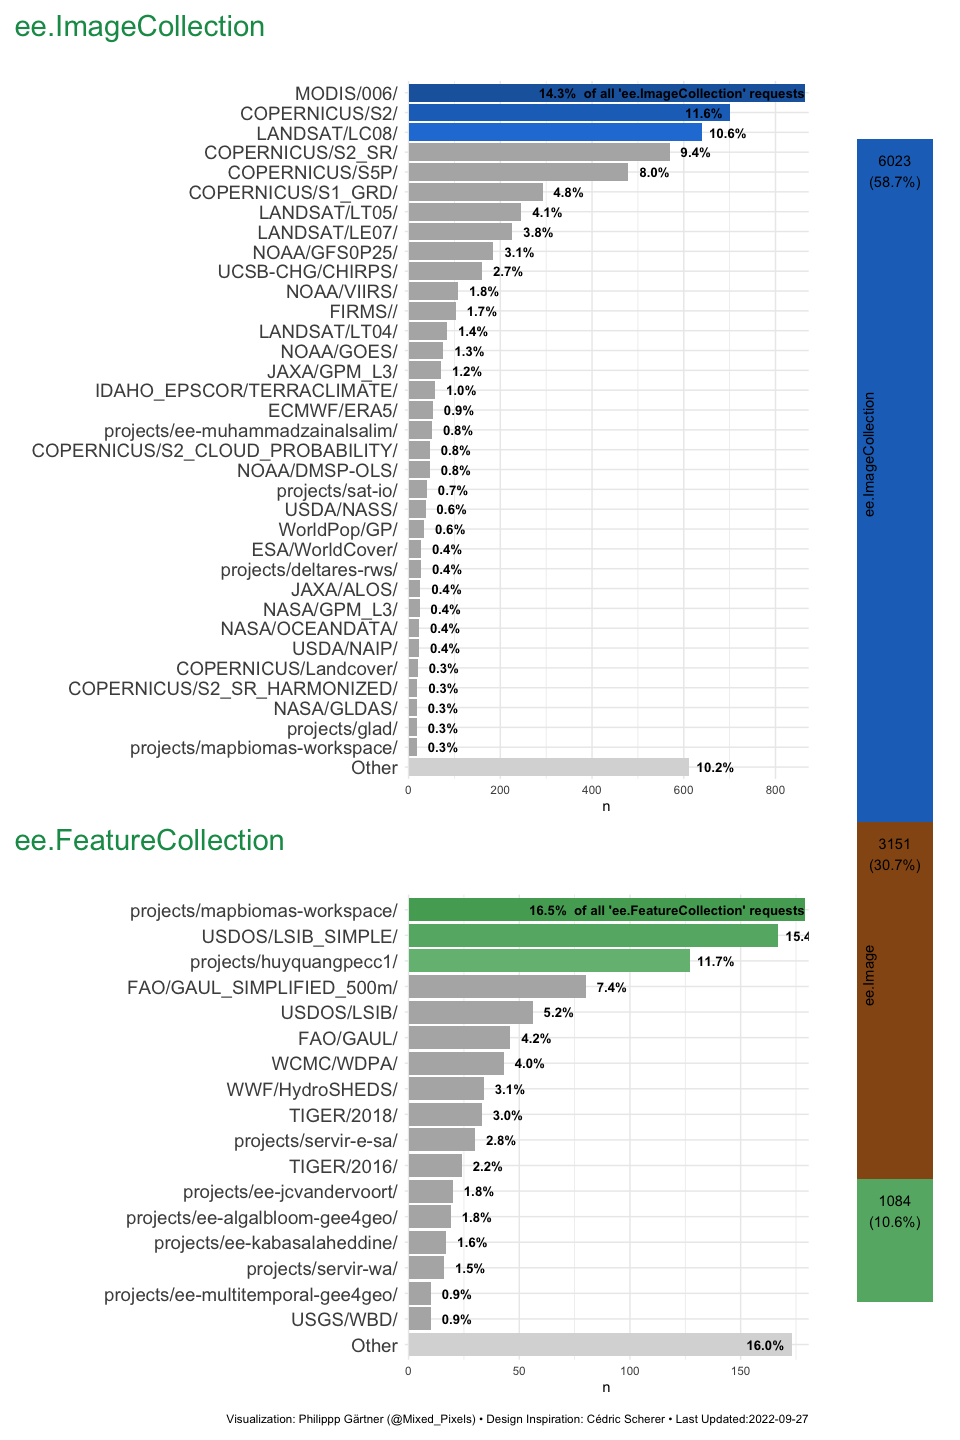 ee.ImageCollection
MODIS/006/ 14.3% of all 'ee.ImageCollection' requests
COPERNICUS/S2/ 11.6%
LANDSAT/LC08/ 10.6%
COPERNICUS/S2_SR/ 9.4%
COPERNICUS/S5P/ 8.0%
COPERNICUS/S1_GRD/ 4.8%
LANDSAT/LT05/ 4.1%
LANDSAT/LE07/ 3.8%
NOAA/GFS0P25/ 3.1%
UCSB-CHG/CHIRPS/ 2.7%
NOAA/VIIRS/ 1.8%
FIRMS// 1.7%
LANDSAT/LT04/ 1.4%
NOAA/GOES/ 1.3%
JAXA/GPM_L3/ 1.2%
IDAHO_EPSCOR/TERRACLIMATE/ 1.0%
ECMWF/ERA5/ 0.9%
projects/ee-muhammadzainalsalim/ 0.8%
COPERNICUS/S2_CLOUD_PROBABILITY/ 0.8%
NOAA/DMSP-OLS/ 0.8%
projects/sat-io/ 0.7%
USDA/NASS/ 0.6%
WorldPop/GP/ 0.6%
ESA/WorldCover/ 0.4%
projects/deltares-rws/ 0.4%
JAXA/ALOS/ 0.4%
NASA/GPM_L3/ 0.4%
NASA/OCEANDATA/ 0.4%
USDA/NAIP/ 0.4%
COPERNICUS/Landcover/ 0.3%
COPERNICUS/S2_SR_HARMONIZED/ 0.3%
NASA/GLDAS/ 0.3%
projects/glad/ 0.3%
projects/mapbiomas-workspace/ 0.3%
Other 10.2%
0 200 400 600 800
n
6023
(58.7%)
ee.ImageCollection
3151
(30.7%)
ee.Image
1084
(10.6%)
ee.FeatureCollection
projects/mapbiomas-workspace/ 16.5% of all 'ee.FeatureCollection' requests
USDOS/LSIB_SIMPLE/ 15.4
projects/huyquangpecc1/ 11.7%
FAO/GAUL_SIMPLIFIED_500m/ 7.4%
USDOS/LSIB/ 5.2%
FAO/GAUL/ 4.2%
WCMC/WDPA/ 4.0%
WWF/HydroSHEDS/ 3.1%
TIGER/2018/ 3.0%
projects/servir-e-sa/ 2.8%
TIGER/2016/ 2.2%
projects/ee-jcvandervoort/ 1.8%
projects/ee-algalbloom-gee4geo/ 1.8%
projects/ee-kabasalaheddine/ 1.6%
projects/servir-wa/ 1.5%
projects/ee-multitemporal-gee4geo/ 0.9%
USGS/WBD/ 0.9%
Other 16.0%
0 50 100 150
n
Visualization: Philippp Gärtner (@Mixed_Pixels) • Design Inspiration: Cédric Scherer • Last Updated:2022-09-27